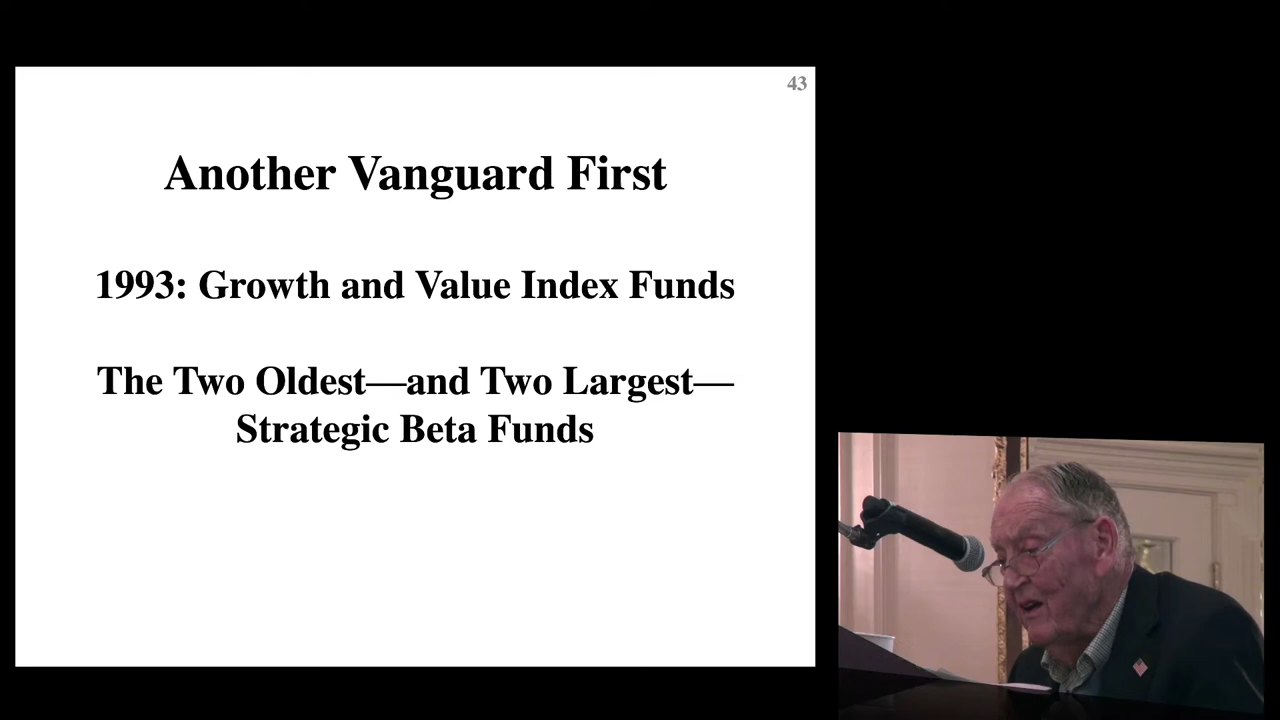 43
Another Vanguard First
1993: Growth and Value Index Funds
The Two Oldest—and Two Largest—
Strategic Beta Funds